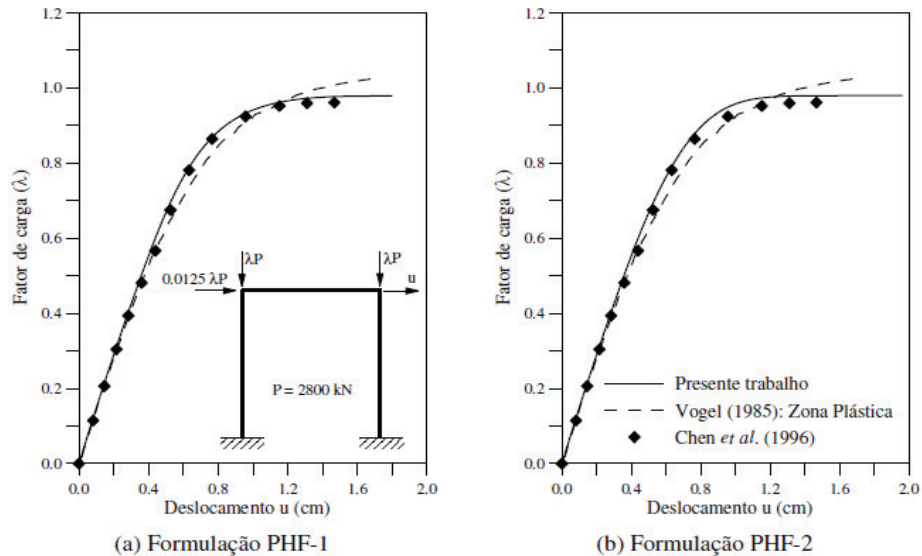 1.2
1.0
0.8
0.6
0.4
0.2
0.0
Fator de carga (λ)
0.0 0.4 0.8 1.2 1.6 2.0
Deslocamento u (cm)
λP
λP
0.0125 λP
u
P = 2800 kN
(a) Formulação PHF-1
1.2
1.0
0.8
0.6
0.4
0.2
0.0
Fator de carga (λ)
0.0 0.4 0.8 1.2 1.6 2.0
Deslocamento u (cm)
Presente trabalho
Vogel (1985): Zona Plástica
Chen et al. (1996)
(b) Formulação PHF-2